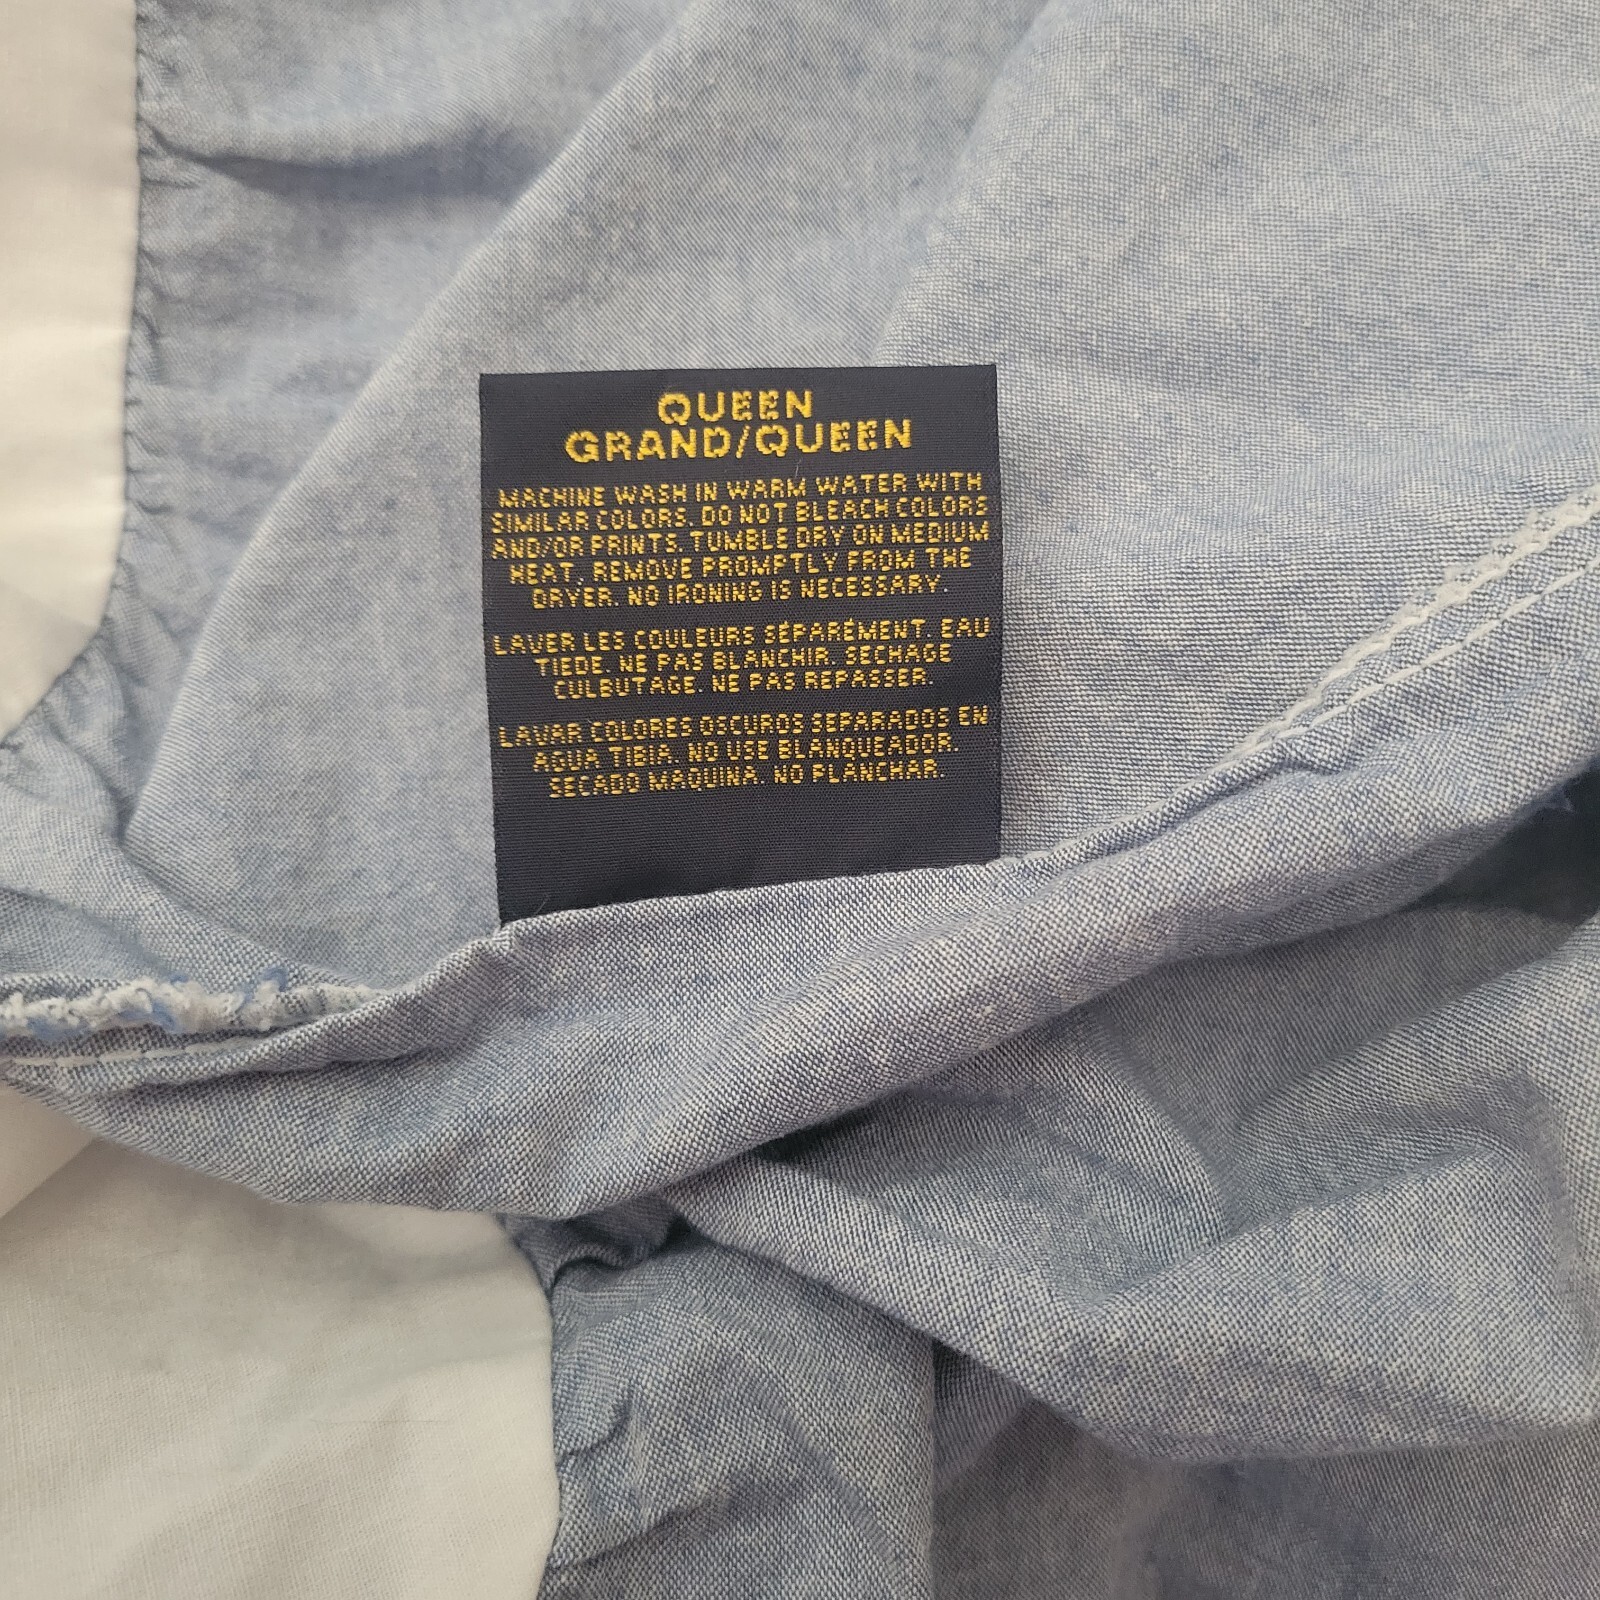 QUEEN
GRAND/QUEEN
MACHINE WASH IN WARM WATER WITH
SIMILAR COLORS. DO NOT BLEACH COLORS
AND/OR PRINTS. TUMBLE DRY ON MEDIUM
HEAT. REMOVE PROMPTLY FROM THE
DRYER. NO IRONING IS NECESSARY.
LAVER LES COULEURS SÉPARÉMENT. EAU
TIEDE. NE PAS BLANCHIR. SECHAGE
CULBUTAGE. NE PAS REPASSER.
LAVAR COLORES OSCUROS SEPARADOS EN
AGUA TIBIA. NO USE BLANQUEADOR.
SECADO MAQUINA. NO PLANCHAR.